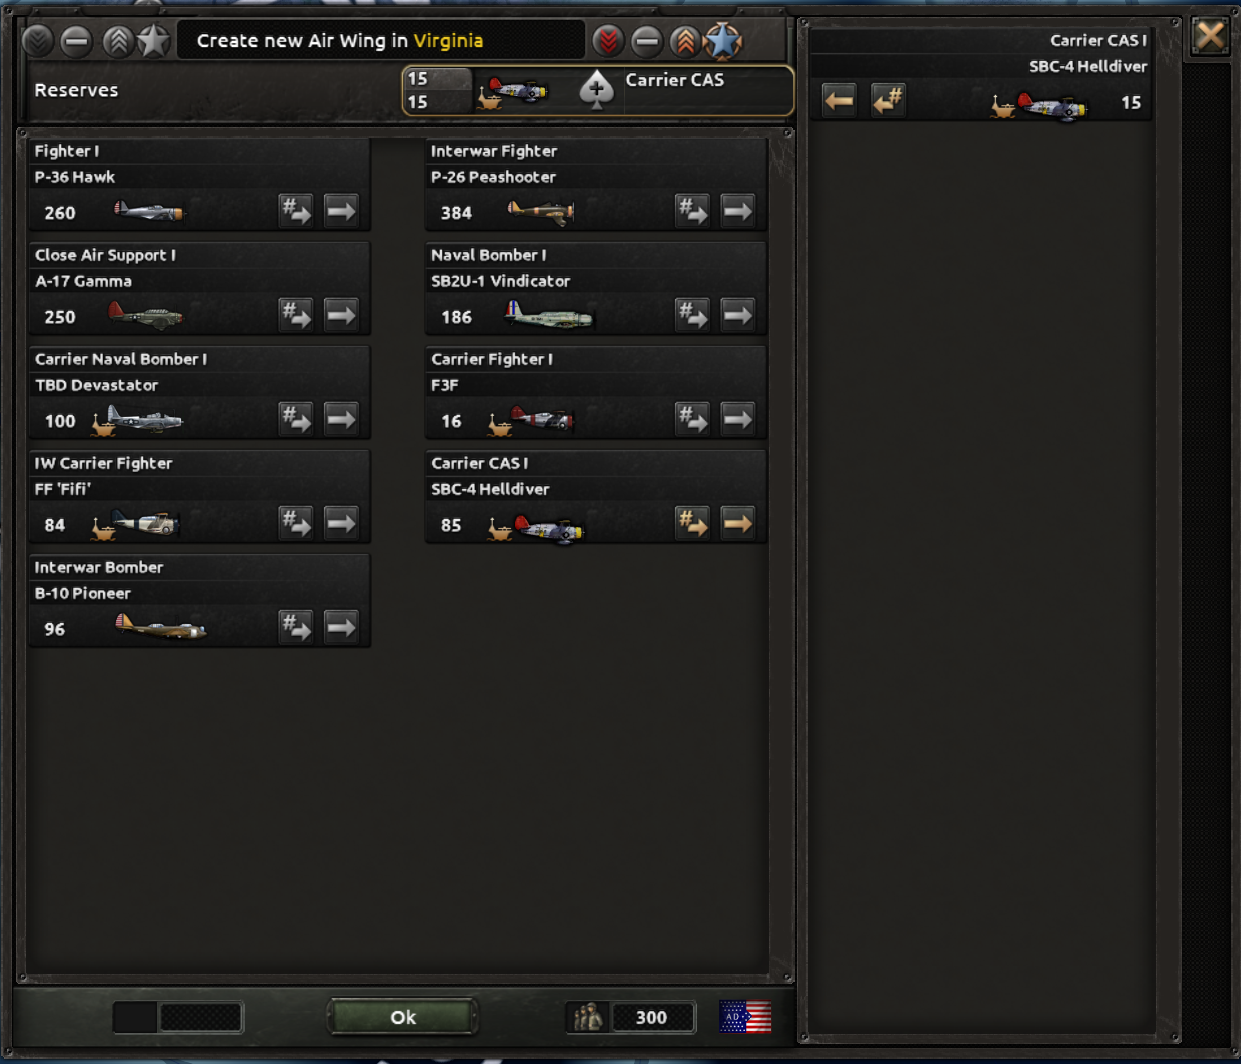 Create new Air Wing in Virginia
Reserves
15
15
Carrier CAS
Fighter I
P-36 Hawk
260
#
Interwar Fighter
P-26 Peashooter
384
#
Close Air Support I
A-17 Gamma
250
#
Naval Bomber I
SB2U-1 Vindicator
186
#
Carrier Naval Bomber I
TBD Devastator
100
#
Carrier Fighter I
F3F
16
#
IW Carrier Fighter
FF 'Fifi'
84
#
Carrier CAS I
SBC-4 Helldiver
85
#
Interwar Bomber
B-10 Pioneer
96
#
Ok
300
AD
Carrier CAS I
SBC-4 Helldiver
#
15